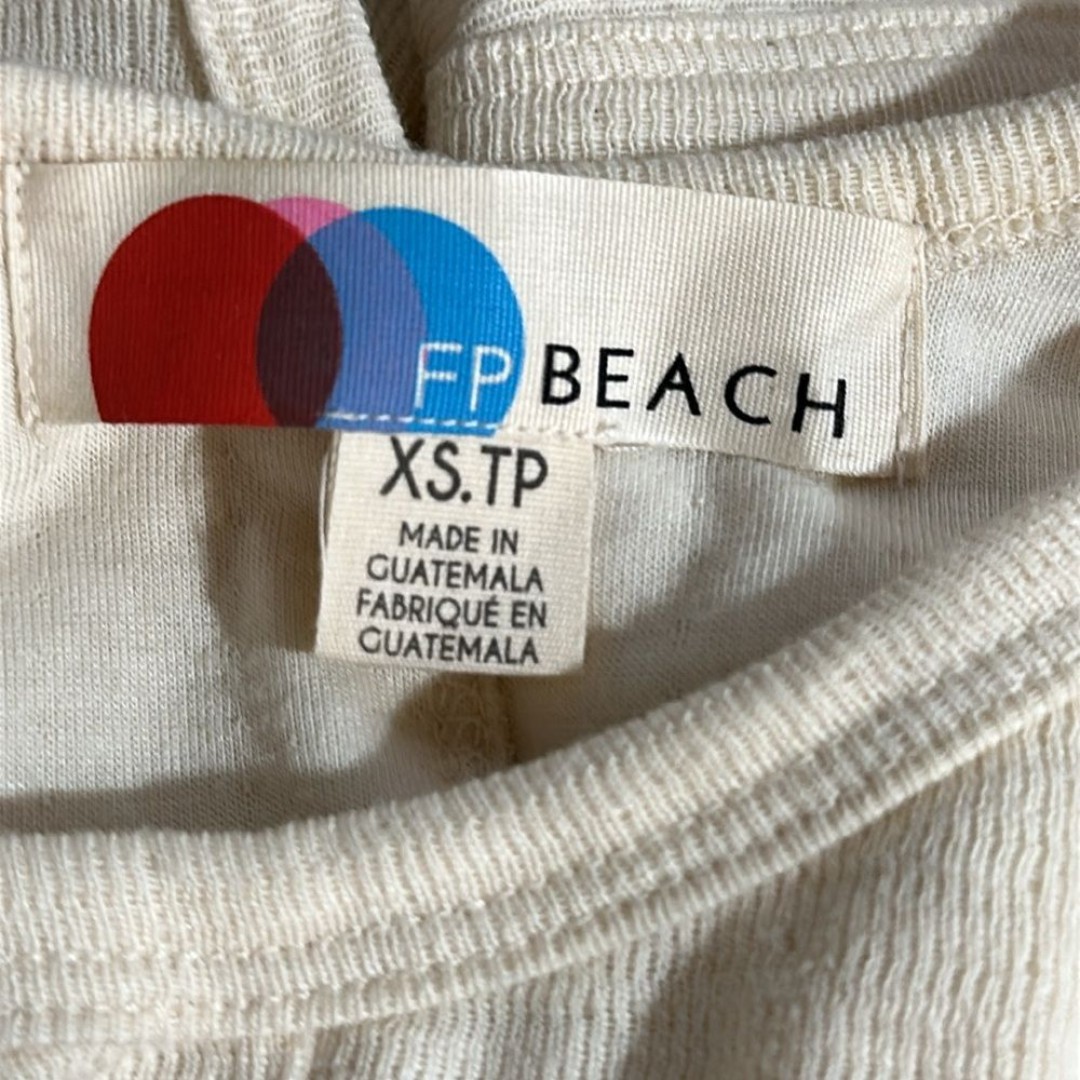 FP BEACH
XS.TP
MADE IN
GUATEMALA
FABRIQUÉ EN
GUATEMALA